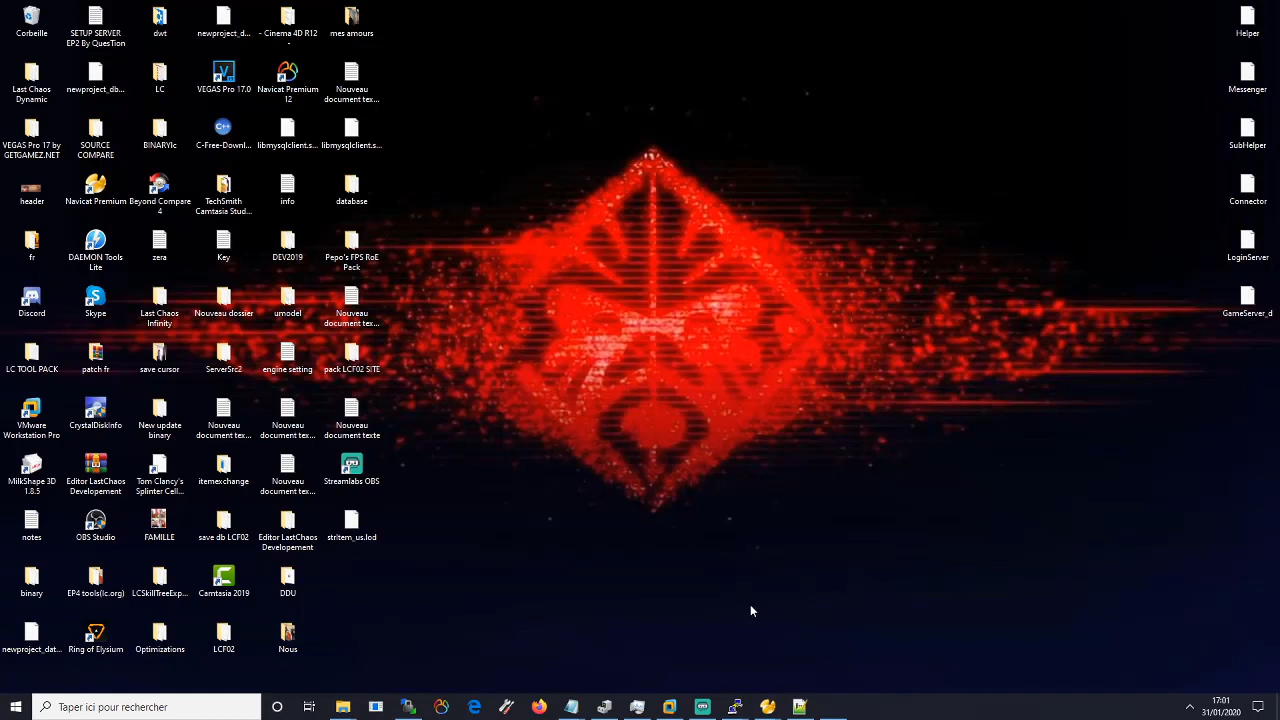 Corbeille
SETUP SERVER
EP2 By QuesTion
dwt
newproject_d...
- Cinema 4D R12
-
mes amours
Helper
Last Chaos
Dynamic
newproject_db...
LC
VEGAS Pro 17.0
Navicat Premium
12
Nouveau
document tex...
Messenger
VEGAS Pro 17 by
GETGAMEZ.NET
SOURCE
COMPARE
BINARYlc
C-Free-Downl...
libmysqlclient.s...
libmysqlclient.s...
SubHelper
header
Navicat Premium
Beyond Compare
4
TechSmith
Camtasia Stud...
info
database
Connector
fr
DAEMON Tools
Lite
zera
Key
DEV2019
Pepo's FPS RoE
Pack
LoginServer
Discord
Skype
Last Chaos
Infinity
Nouveau dossier
umodel
Nouveau
document tex...
GameServer_d
LC TOOL PACK
patch fr
save cursor
ServerSrc2
engine setting
pack LCF02 SITE
VMware
Workstation Pro
CrystalDiskInfo
New update
binary
Nouveau
document tex...
Nouveau
document tex...
Nouveau
document texte
MilkShape 3D
1.8.5
Editor LastChaos
Developement
Tom Clancy's
Splinter Cell...
itemexchange
Nouveau
document tex...
Streamlabs OBS
notes
OBS Studio
FAMILLE
save db LCF02
Editor LastChaos
Developement
strItem_us.lod
binary
EP4 tools(lc.org)
LCSkillTreeExp...
Camtasia 2019
DDU
newproject_dat...
Ring of Elysium
Optimizations
LCF02
Nous
Taper ici pour rechercher
17:01
31/01/2020